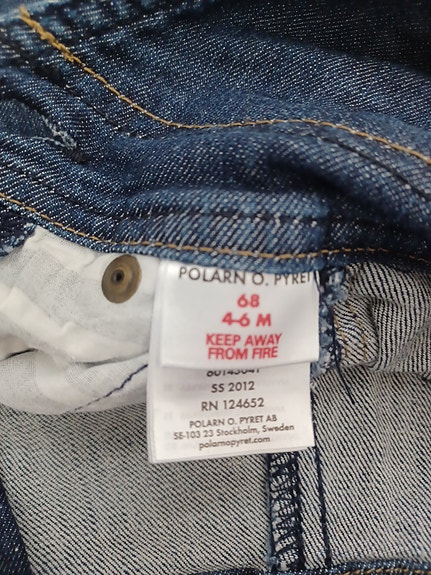 POLARN O. PYRET
68
4-6 M
KEEP AWAY
FROM FIRE
80143041
SS 2012
RN 124652
POLARN O. PYRET AB
SE-103 23 Stockholm, Sweden
polarnopyret.com